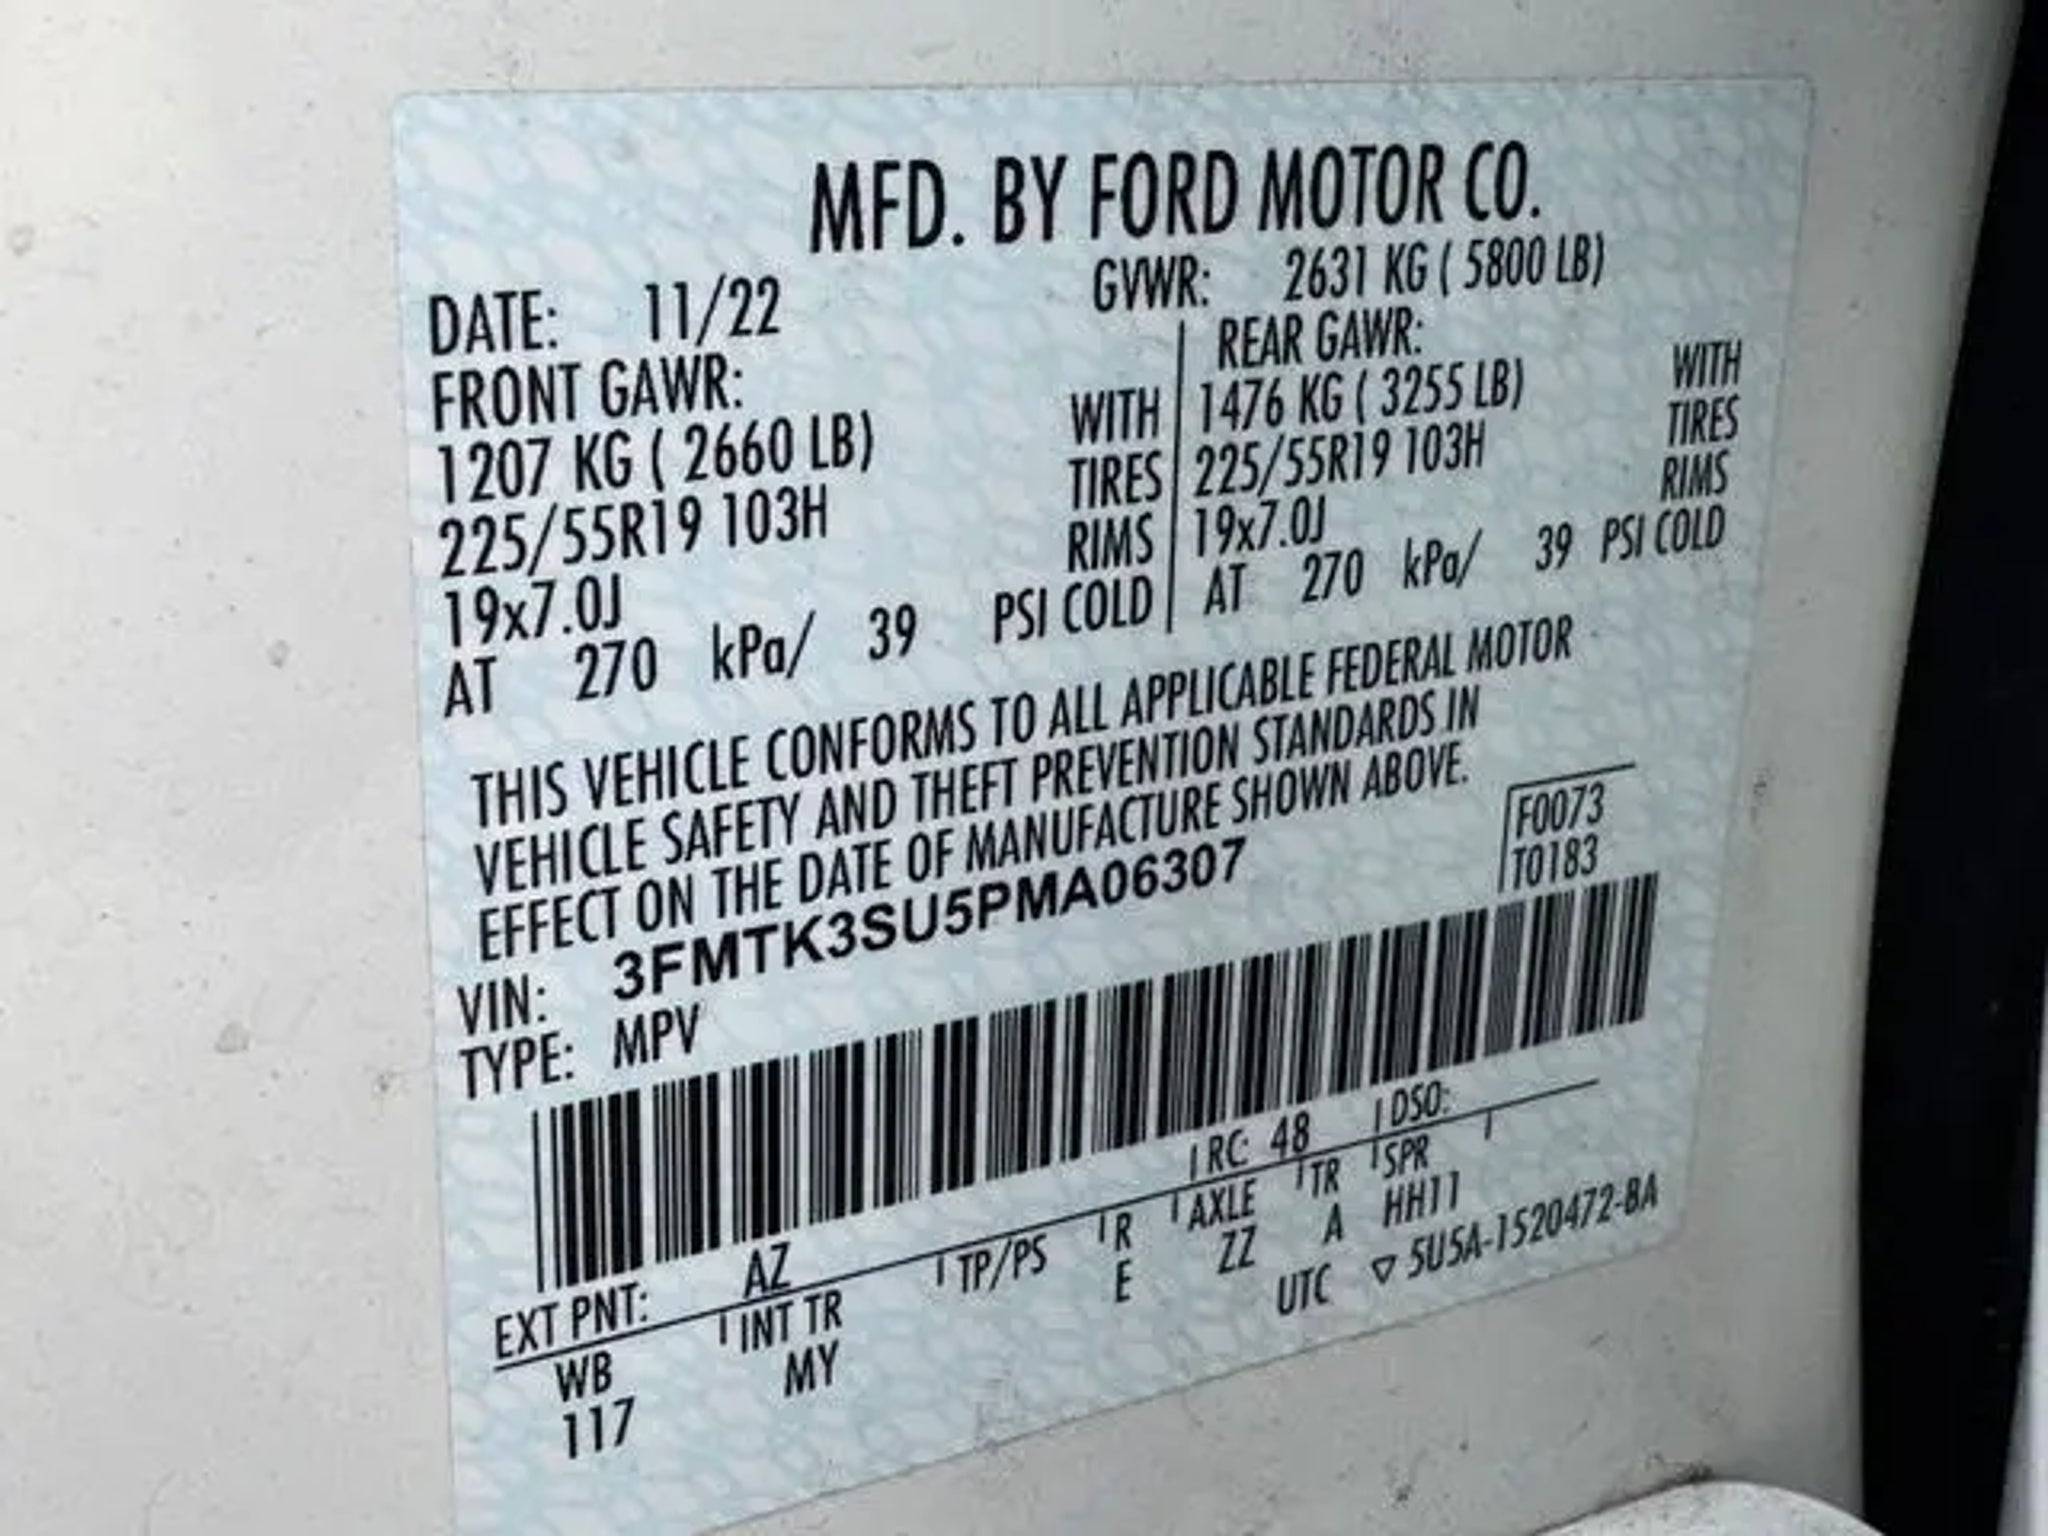 MFD. BY FORD MOTOR CO.
DATE: 11/22 GVWR: 2631 KG ( 5800 LB)
FRONT GAWR: REAR GAWR:
1207 KG ( 2660 LB) WITH 1476 KG ( 3255 LB) WITH
225/55R19 103H TIRES 225/55R19 103H TIRES
19x7.0J RIMS 19x7.0J RIMS
AT 270 kPa/ 39 PSI COLD AT 270 kPa/ 39 PSI COLD
THIS VEHICLE CONFORMS TO ALL APPLICABLE FEDERAL MOTOR
VEHICLE SAFETY AND THEFT PREVENTION STANDARDS IN
EFFECT ON THE DATE OF MANUFACTURE SHOWN ABOVE.
F0073
VIN: 3FMTK3SU5PMA06307 T0183
TYPE: MPV
EXT PNT: AZ RC: 48 DSO:
WB INT TR TP/PS R AXLE TR SPR
117 MY E ZZ A HH11
UTC ▽ 5U5A-1520472-BA